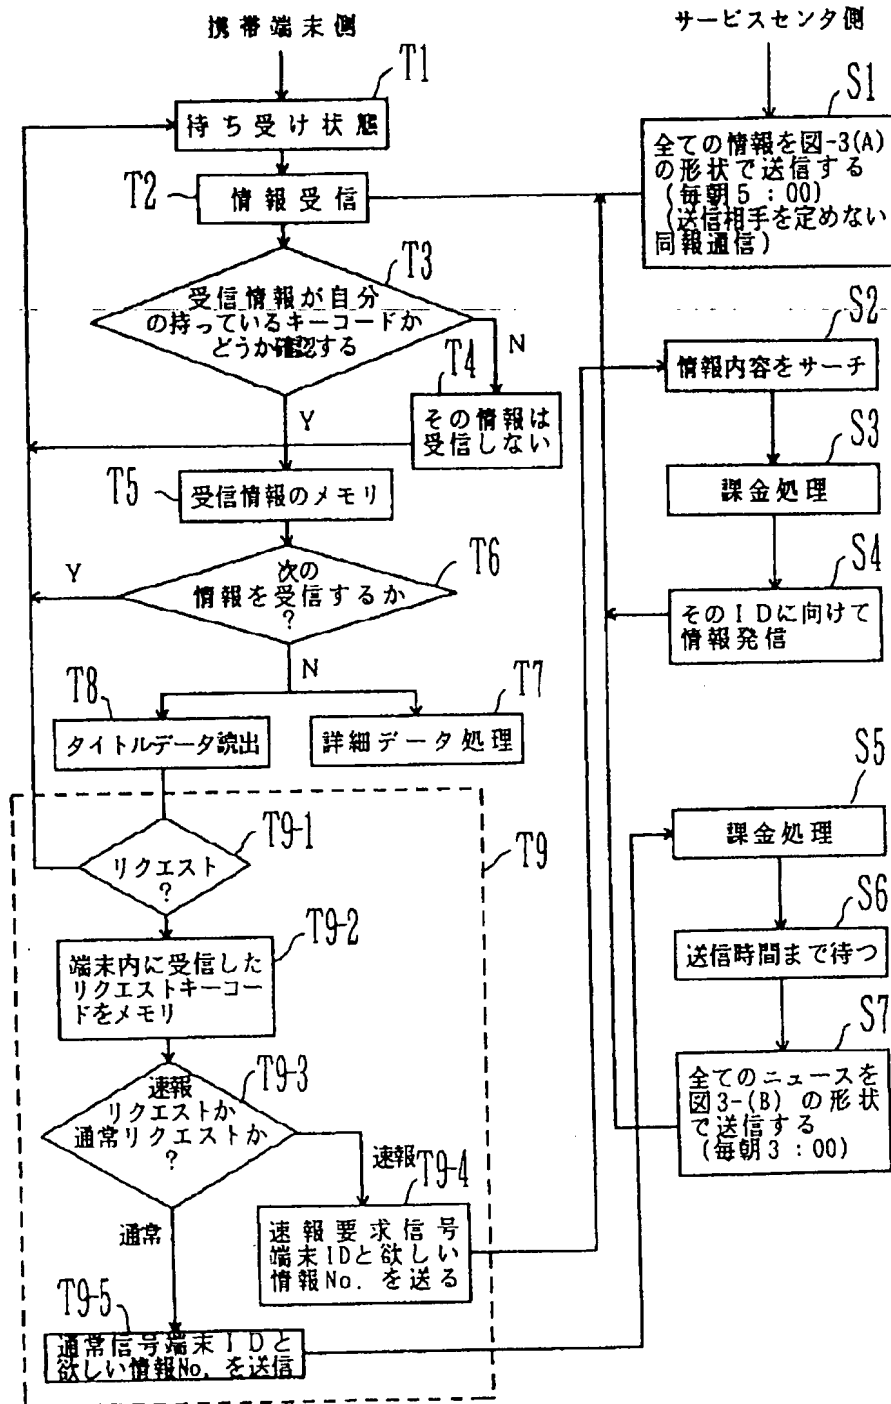 携帯端末側
サービスセンタ側
T1
待ち受け状態
T2
情報受信
T3
受信情報が自分
の持っているキーコードか
どうか確認する
N
Y
T4
その情報は
受信しない
T5
受信情報のメモリ
T6
次の
情報を受信するか
?
Y
N
T8
タイトルデータ読出
T7
詳細データ処理
T9
T9-1
リクエスト
?
T9-2
端末内に受信した
リクエストキーコー
ドをメモリ
T9-3
速報
リクエストか
通常リクエストか
?
速報
通常
T9-4
速報要求信号
端末IDと欲しい
情報No. を送る
T9-5
通常信号端末IDと
欲しい情報No. を送信
S1
全ての情報を図-3(A)
の形状で送信する
(毎朝5:00)
(送信相手を定めない
同報通信)
S2
情報内容をサーチ
S3
課金処理
S4
そのIDに向けて
情報発信
S5
課金処理
S6
送信時間まで待つ
S7
全てのニュースを
図3-(B) の形状
で送信する
(毎朝3:00)